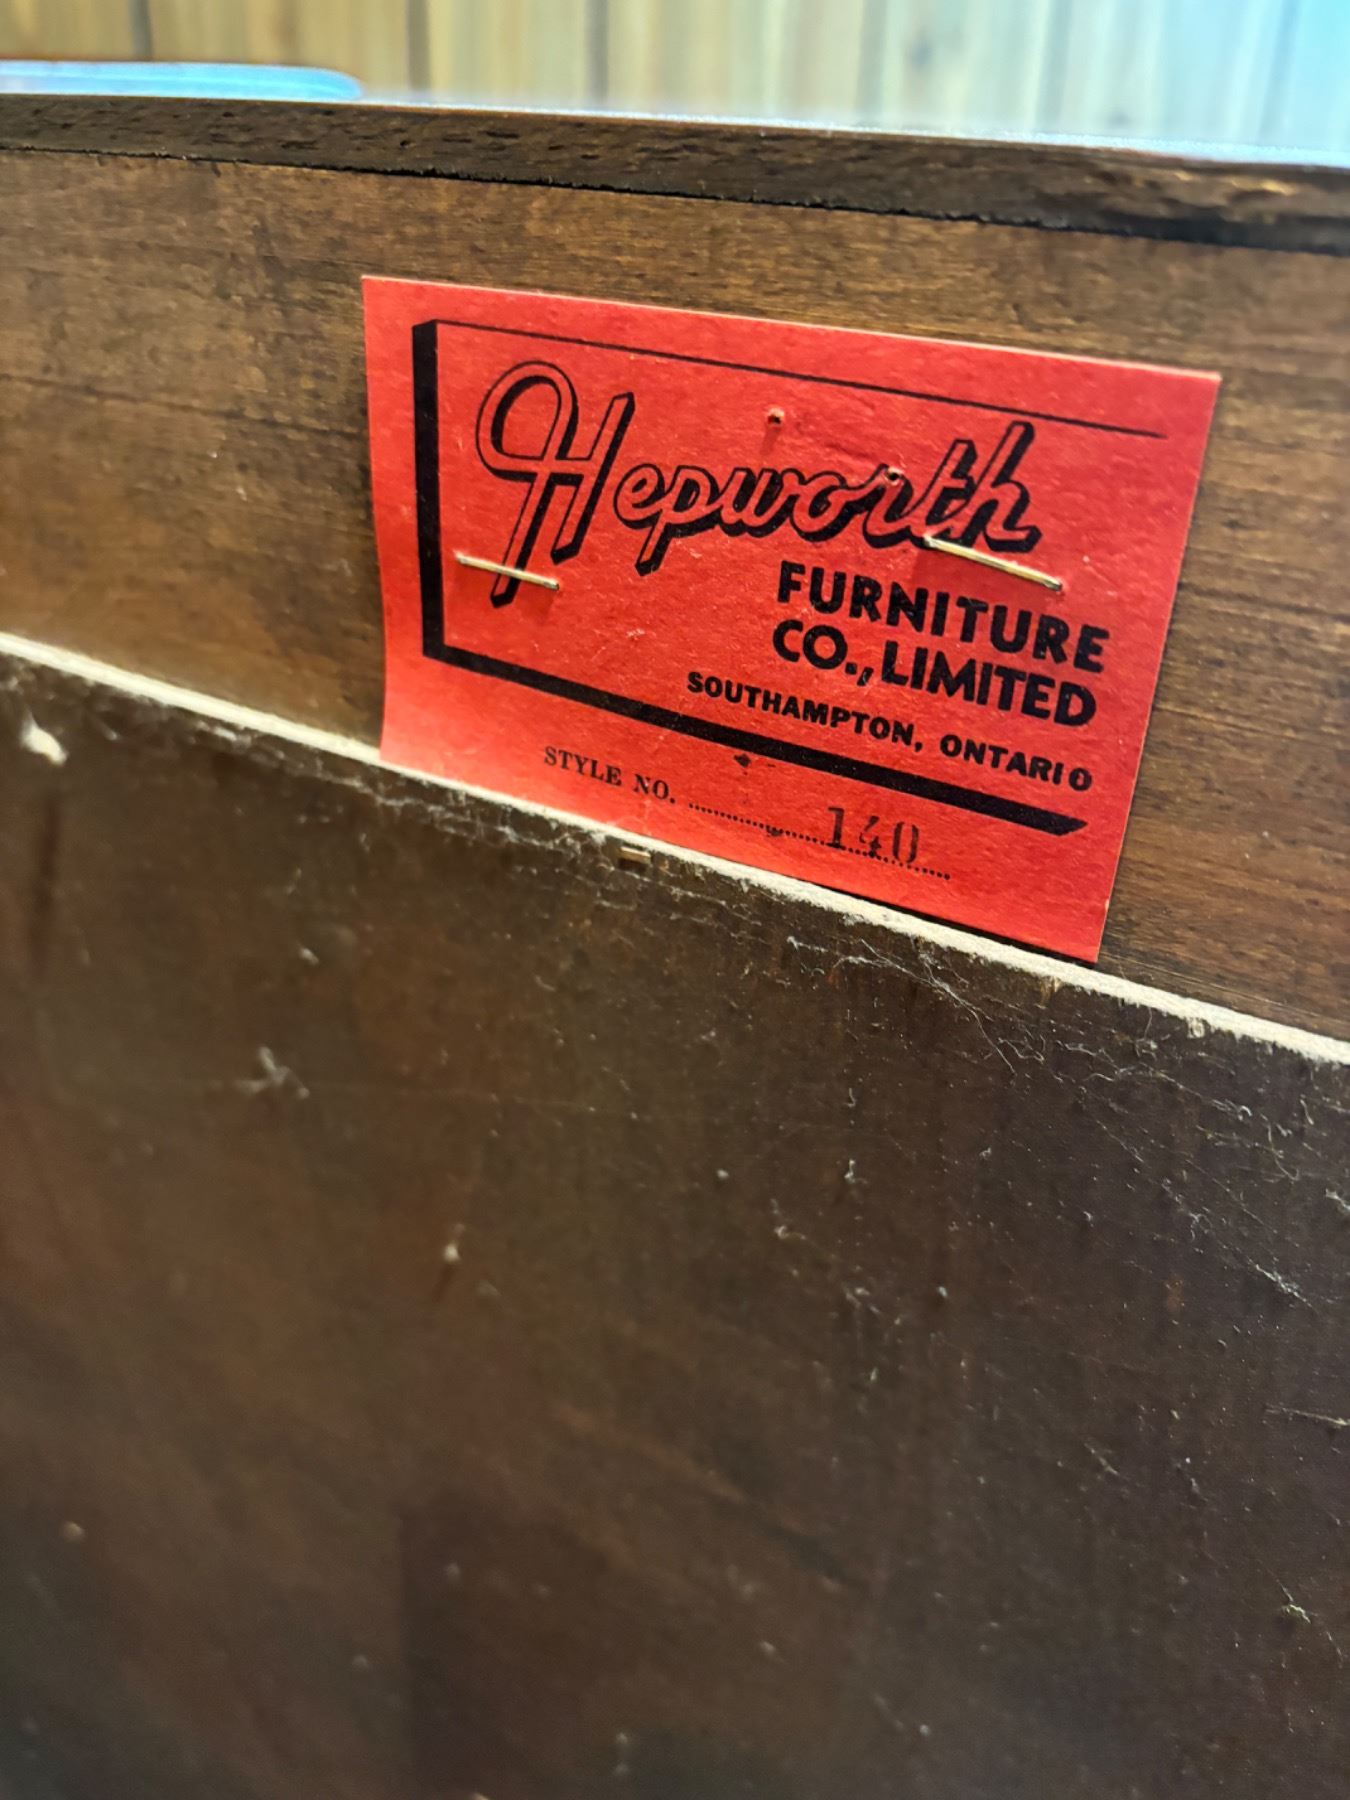 Hepworth
FURNITURE
CO., LIMITED
SOUTHAMPTON, ONTARIO
STYLE NO. .................... 140 ....